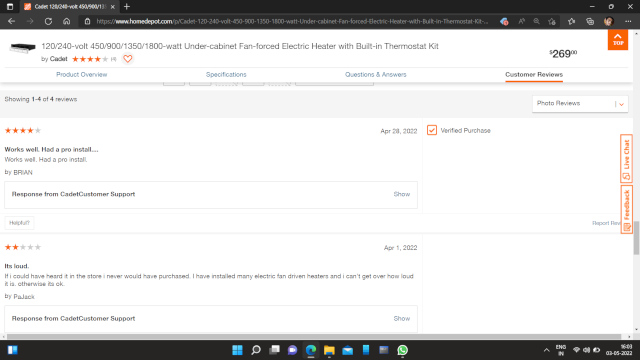 Cadet 120/240-volt 450/900/135
https://www.homedepot.com/p/Cadet-120-240-volt-450-900-1350-1800-watt-Under-cabinet-Fan-forced-Electric-Heater-with-Built-in-Thermostat-Kit-...
120/240-volt 450/900/1350/1800-watt Under-cabinet Fan-forced Electric Heater with Built-in Thermostat Kit
by Cadet (4)
$269.00
TOP
Product Overview Specifications Questions & Answers Customer Reviews
Showing 1-4 of 4 reviews
Photo Reviews
Apr 28, 2022
Verified Purchase
Works well. Had a pro install....
Works well. Had a pro install.
by BRIAN
Response from CadetCustomer Support Show
Helpful?
Report Rev
Live Chat
Feedback
Apr 1, 2022
Its loud.
If i could have heard it in the store i never would have purchased. I have installed many electric fan driven heaters and i can't get over how loud
it is. otherwise its ok.
by PaJack
Response from CadetCustomer Support Show
ENG
IN
16:03
03-05-2022